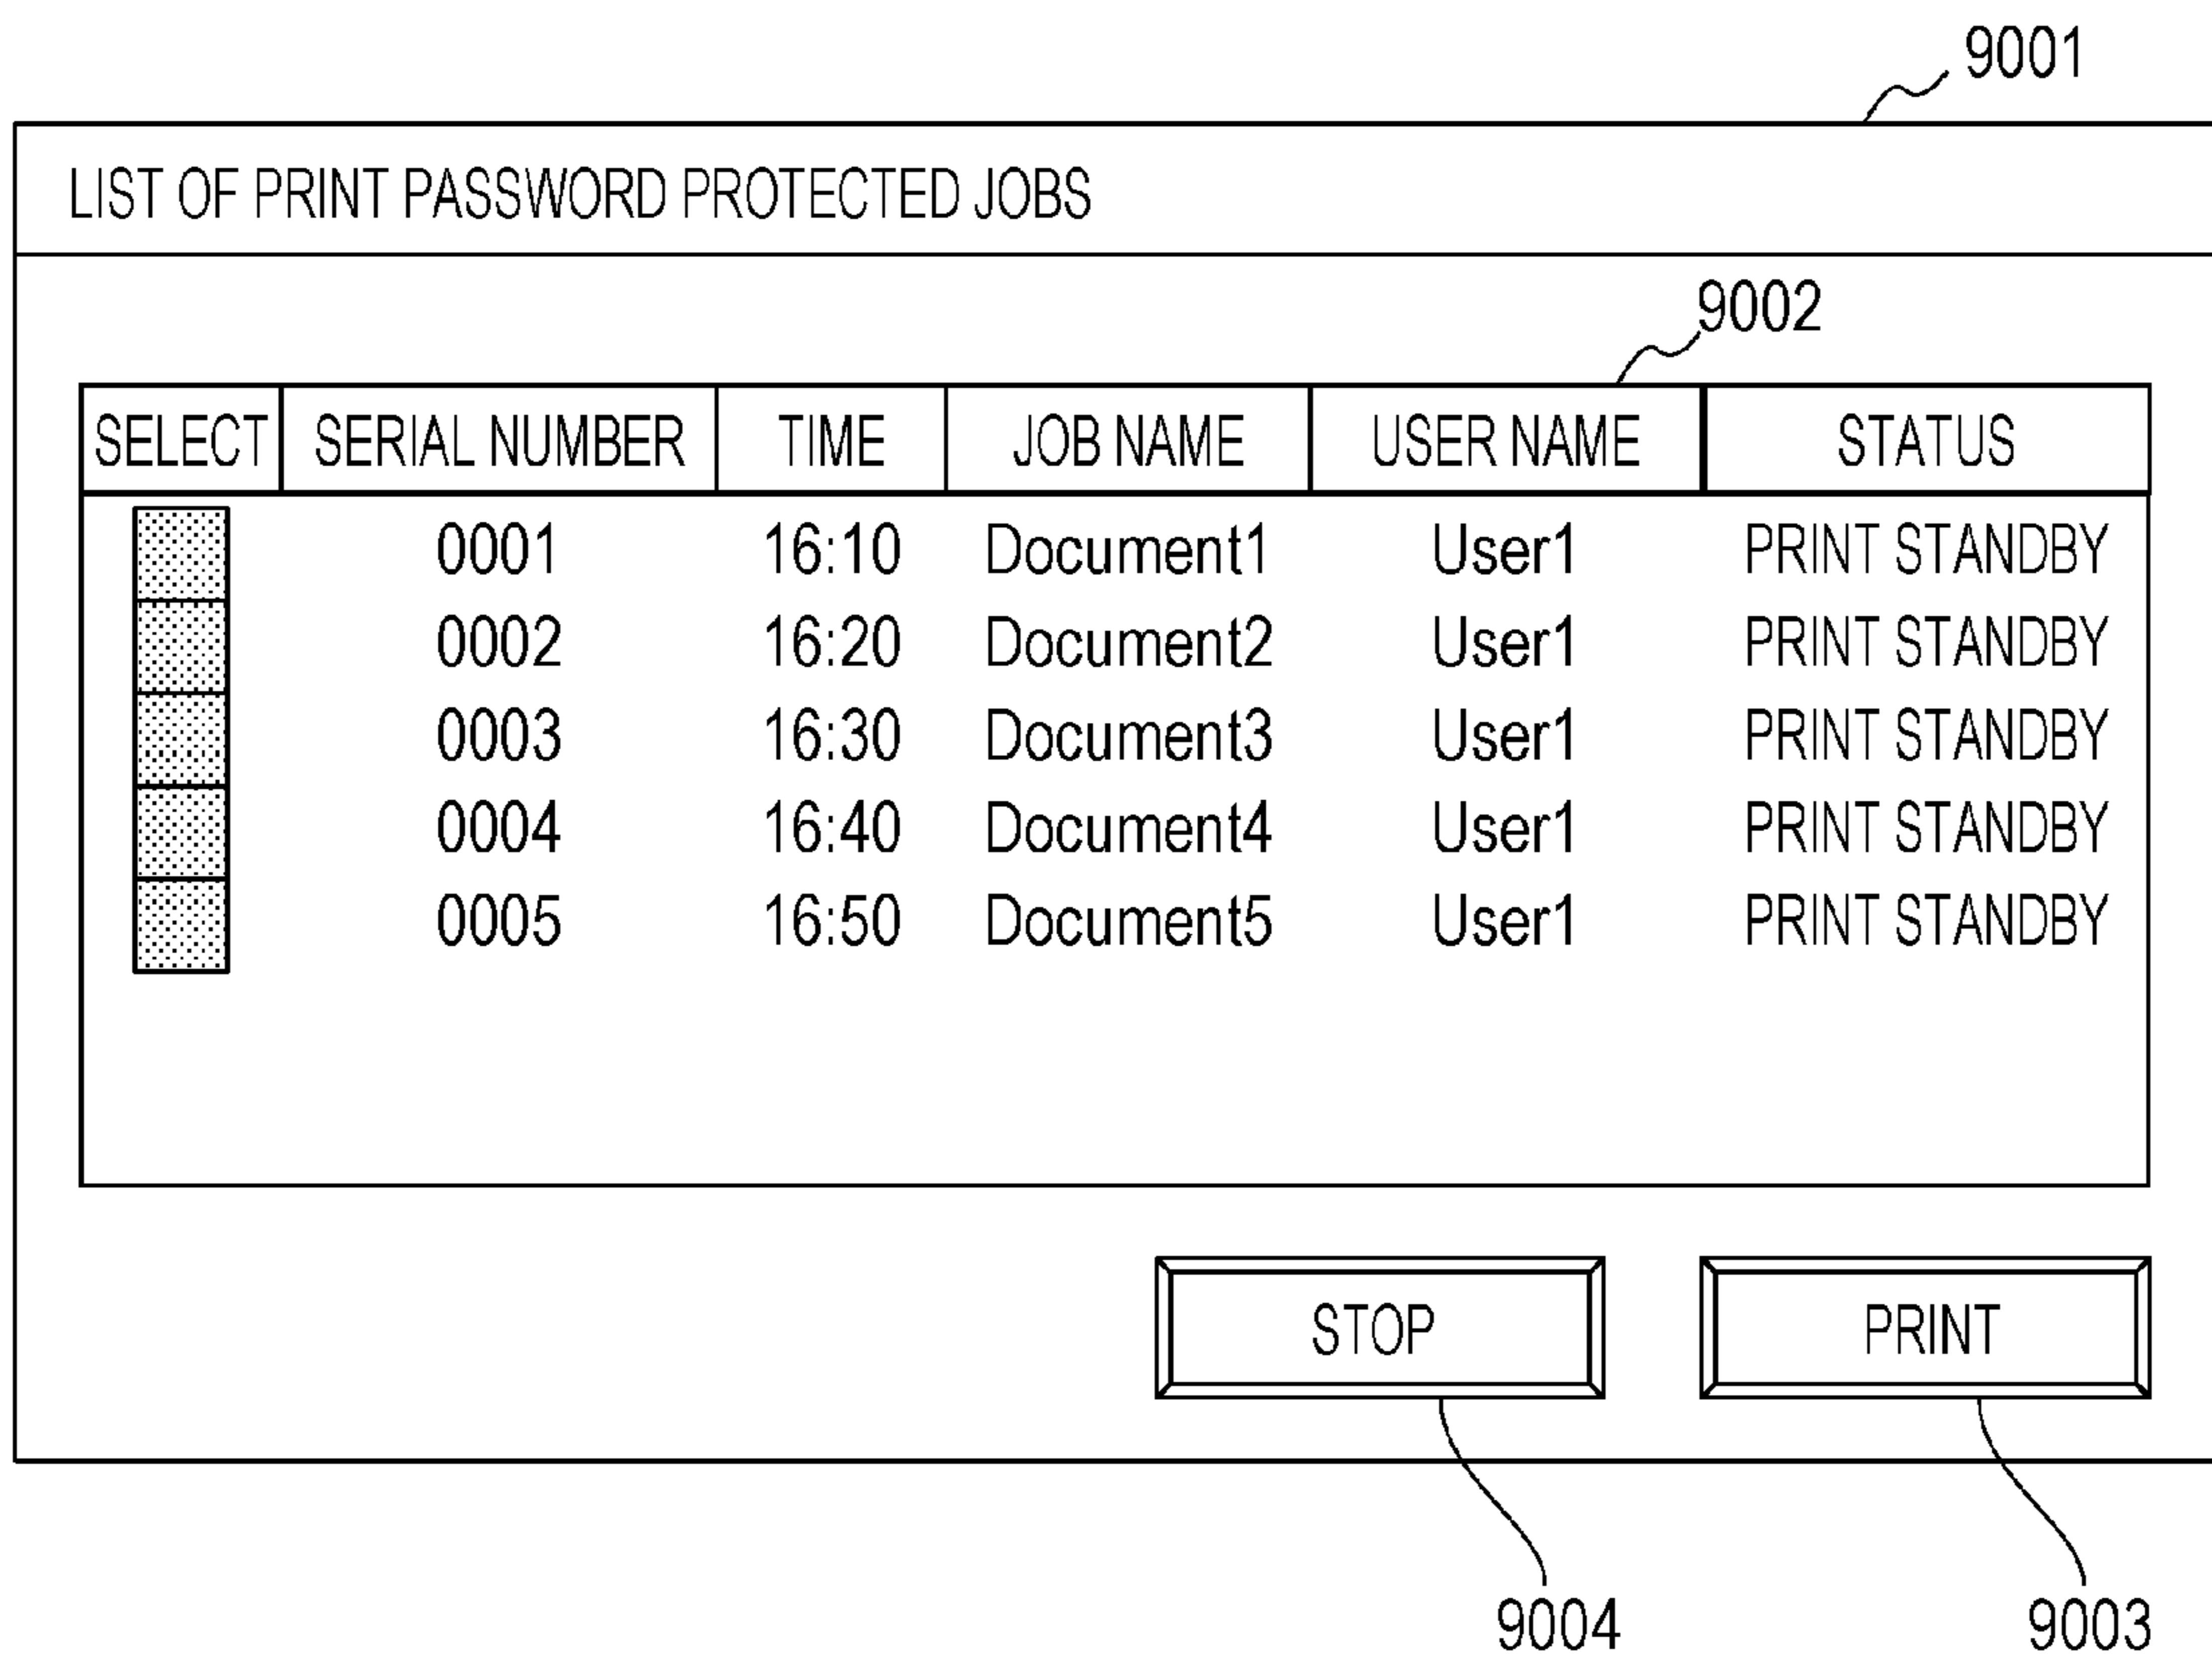 9001
LIST OF PRINT PASSWORD PROTECTED JOBS
9002
SELECT SERIAL NUMBER TIME JOB NAME USER NAME STATUS
0001 16:10 Document1 User1 PRINT STANDBY
0002 16:20 Document2 User1 PRINT STANDBY
0003 16:30 Document3 User1 PRINT STANDBY
0004 16:40 Document4 User1 PRINT STANDBY
0005 16:50 Document5 User1 PRINT STANDBY
STOP PRINT
9004 9003